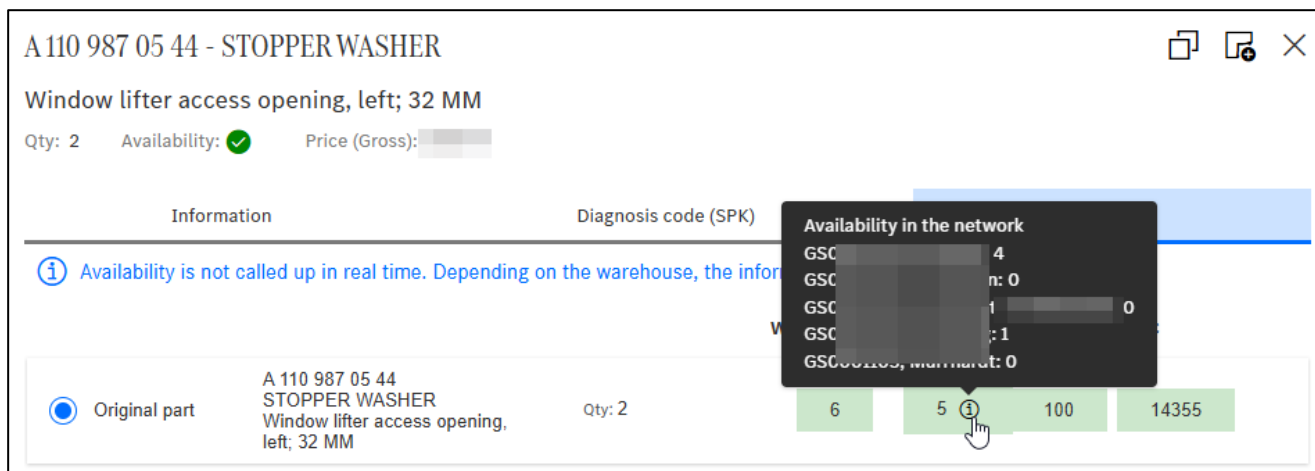 A 110 987 05 44 - STOPPER WASHER
Window lifter access opening, left; 32 MM
Qty: 2 Availability: Price (Gross):
Information Diagnosis code (SPK)
Availability in the network
4
n: 0
0
: 1
Murrhardt: 0
Availability is not called up in real time. Depending on the warehouse, the
Original part
A 110 987 05 44
STOPPER WASHER
Window lifter access opening,
left; 32 MM
Qty: 2
6 5 100 14355